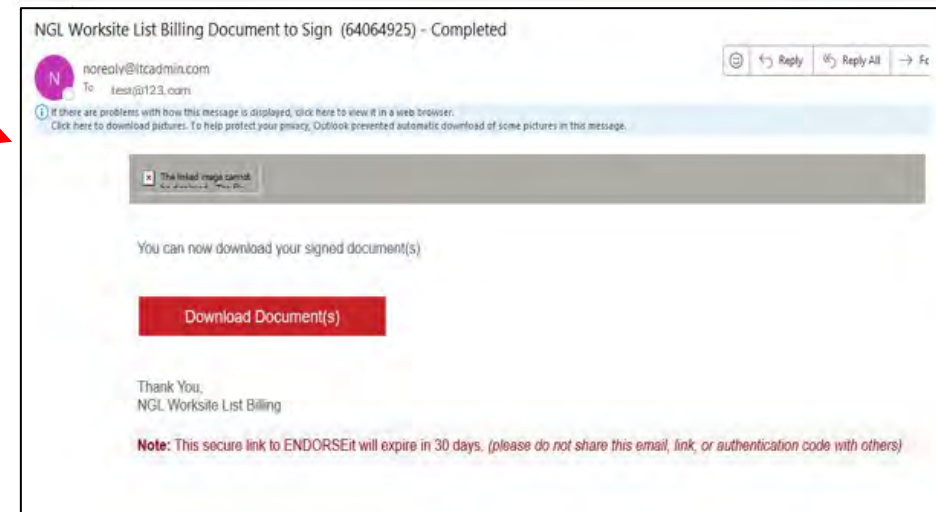 NGL Worksite List Billing Document to Sign (64064925) - Completed
Reply Reply All
N
noreply@ltcadmin.com
To test@123.com
If there are problems with how this message is displayed, click here to view it in a web browser.
Click here to download pictures. To help protect your privacy, Outlook prevented automatic download of some pictures in this message.
The linked image cannot
You can now download your signed document(s)
Download Document(s)
Thank You,
NGL Worksite List Billing
Note: This secure link to ENDORSEit will expire in 30 days. (please do not share this email, link, or authentication code with others)